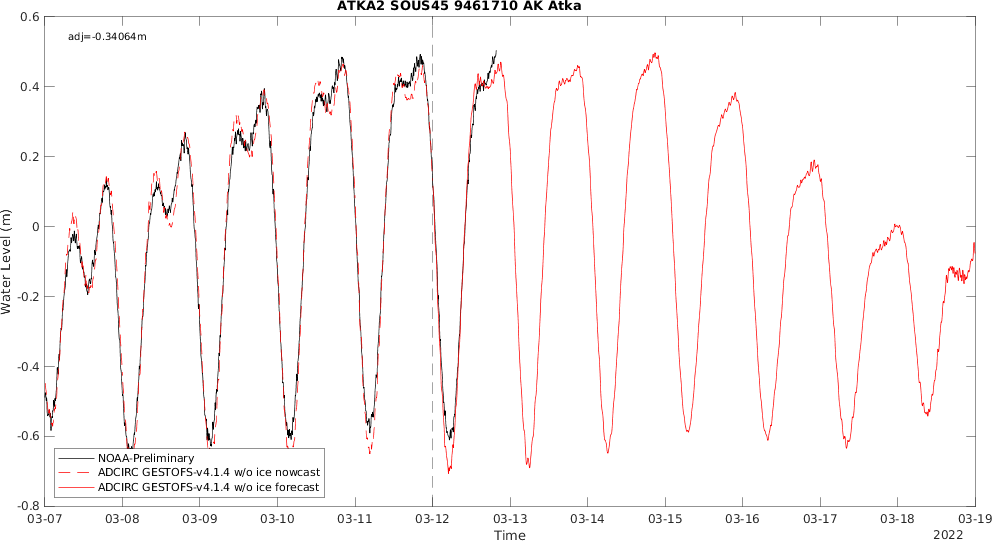 ATKA2 SOUS45 9461710 AK Atka
adj=-0.34064m
Water Level (m)
0.6
0.4
0.2
0
-0.2
-0.4
-0.6
-0.8
NOAA-Preliminary
ADCIRC GESTOFS-v4.1.4 w/o ice nowcast
ADCIRC GESTOFS-v4.1.4 w/o ice forecast
03-07 03-08 03-09 03-10 03-11 03-12 03-13 03-14 03-15 03-16 03-17 03-18 03-19
Time
2022